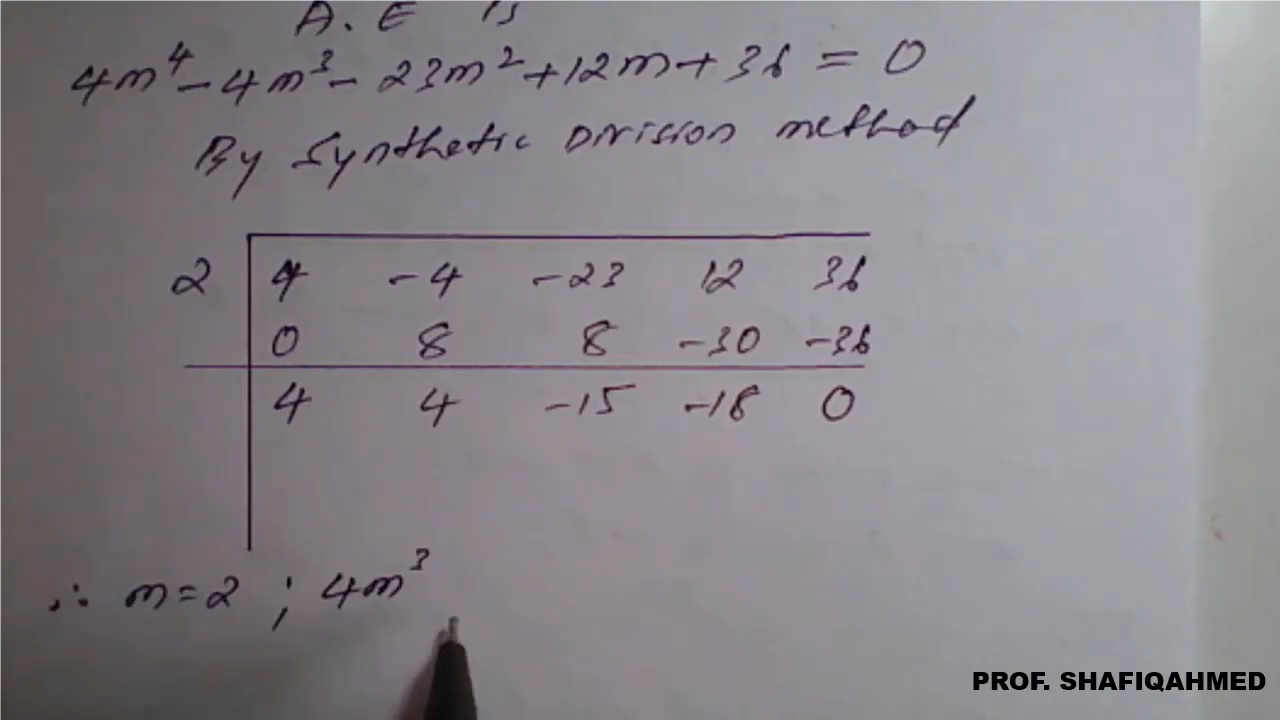 A.E is
4m⁴ - 4m³ - 23m² + 12m + 36 = 0
By Synthetic Division method
2 4 -4 -23 12 36
0 8 8 -30 -36
4 4 -15 -18 0
∴ m = 2 ; 4m³
PROF. SHAFIQAHMED